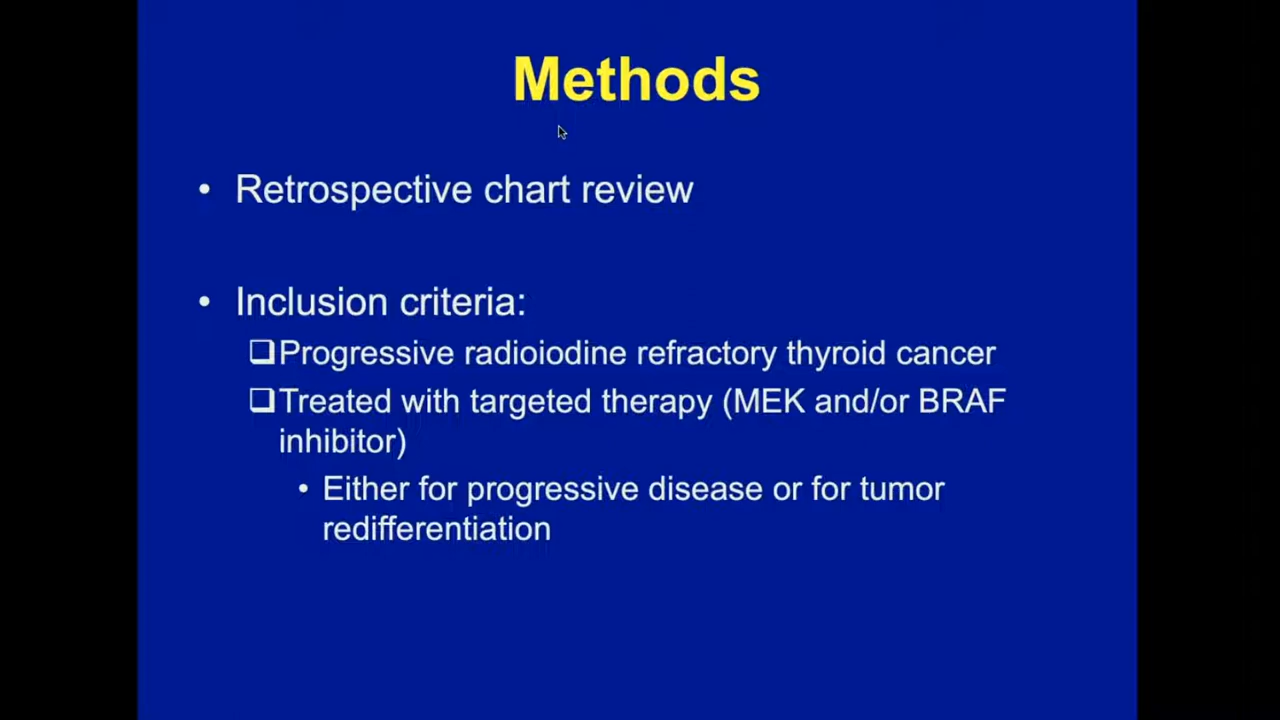 Methods
• Retrospective chart review
• Inclusion criteria:
❑Progressive radioiodine refractory thyroid cancer
❑Treated with targeted therapy (MEK and/or BRAF
inhibitor)
• Either for progressive disease or for tumor
redifferentiation